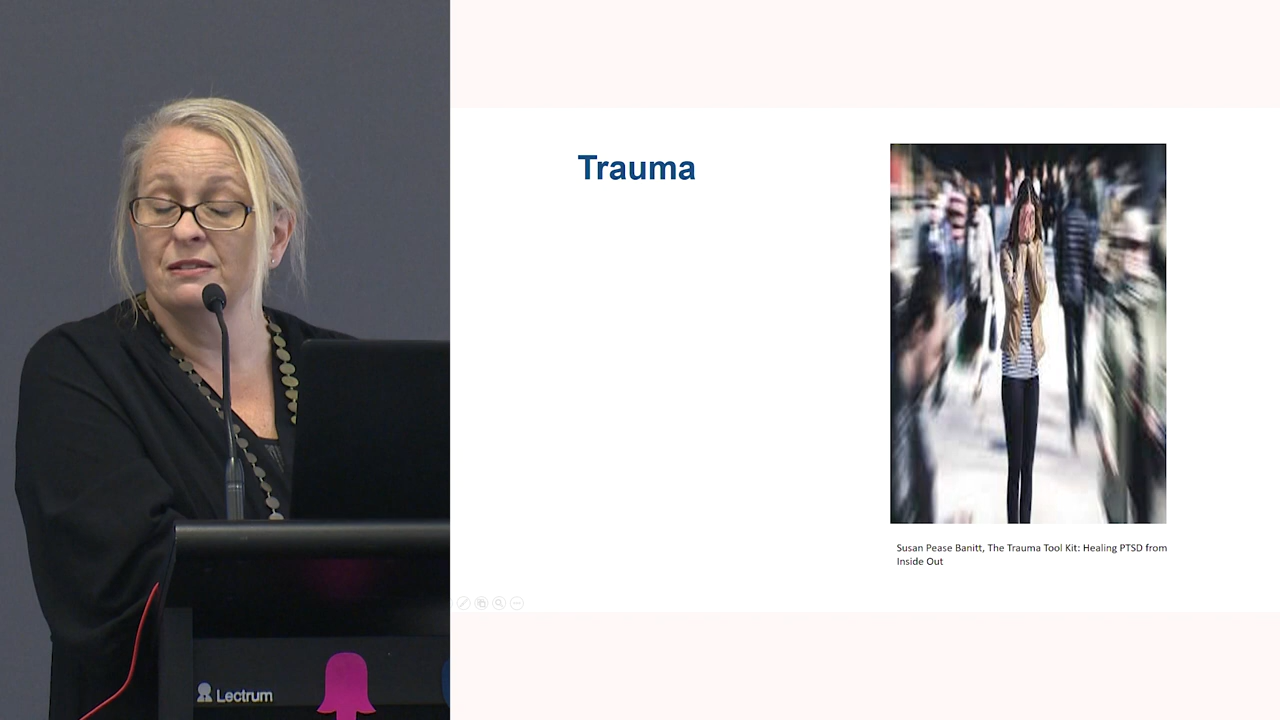 Trauma
Susan Pease Banitt, The Trauma Tool Kit: Healing PTSD from
Inside Out
Lectrum